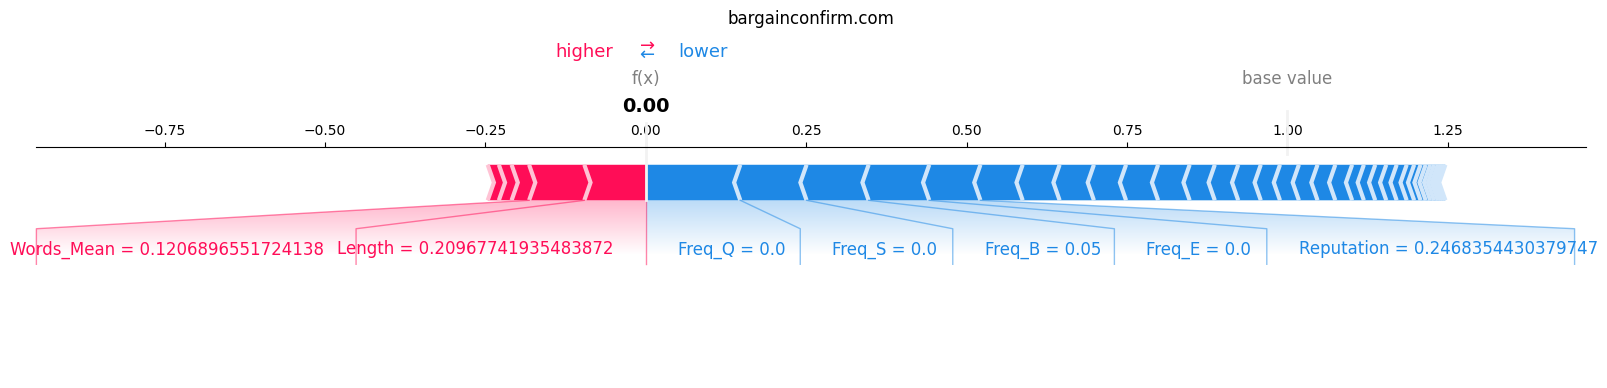 bargainconfirm.com
higher ⇄ lower
f(x) base value
0.00
−0.75 −0.50 −0.25 0.00 0.25 0.50 0.75 1.00 1.25
Words_Mean = 0.1206896551724138 Length = 0.20967741935483872 Freq_Q = 0.0 Freq_S = 0.0 Freq_B = 0.05 Freq_E = 0.0 Reputation = 0.2468354430379747